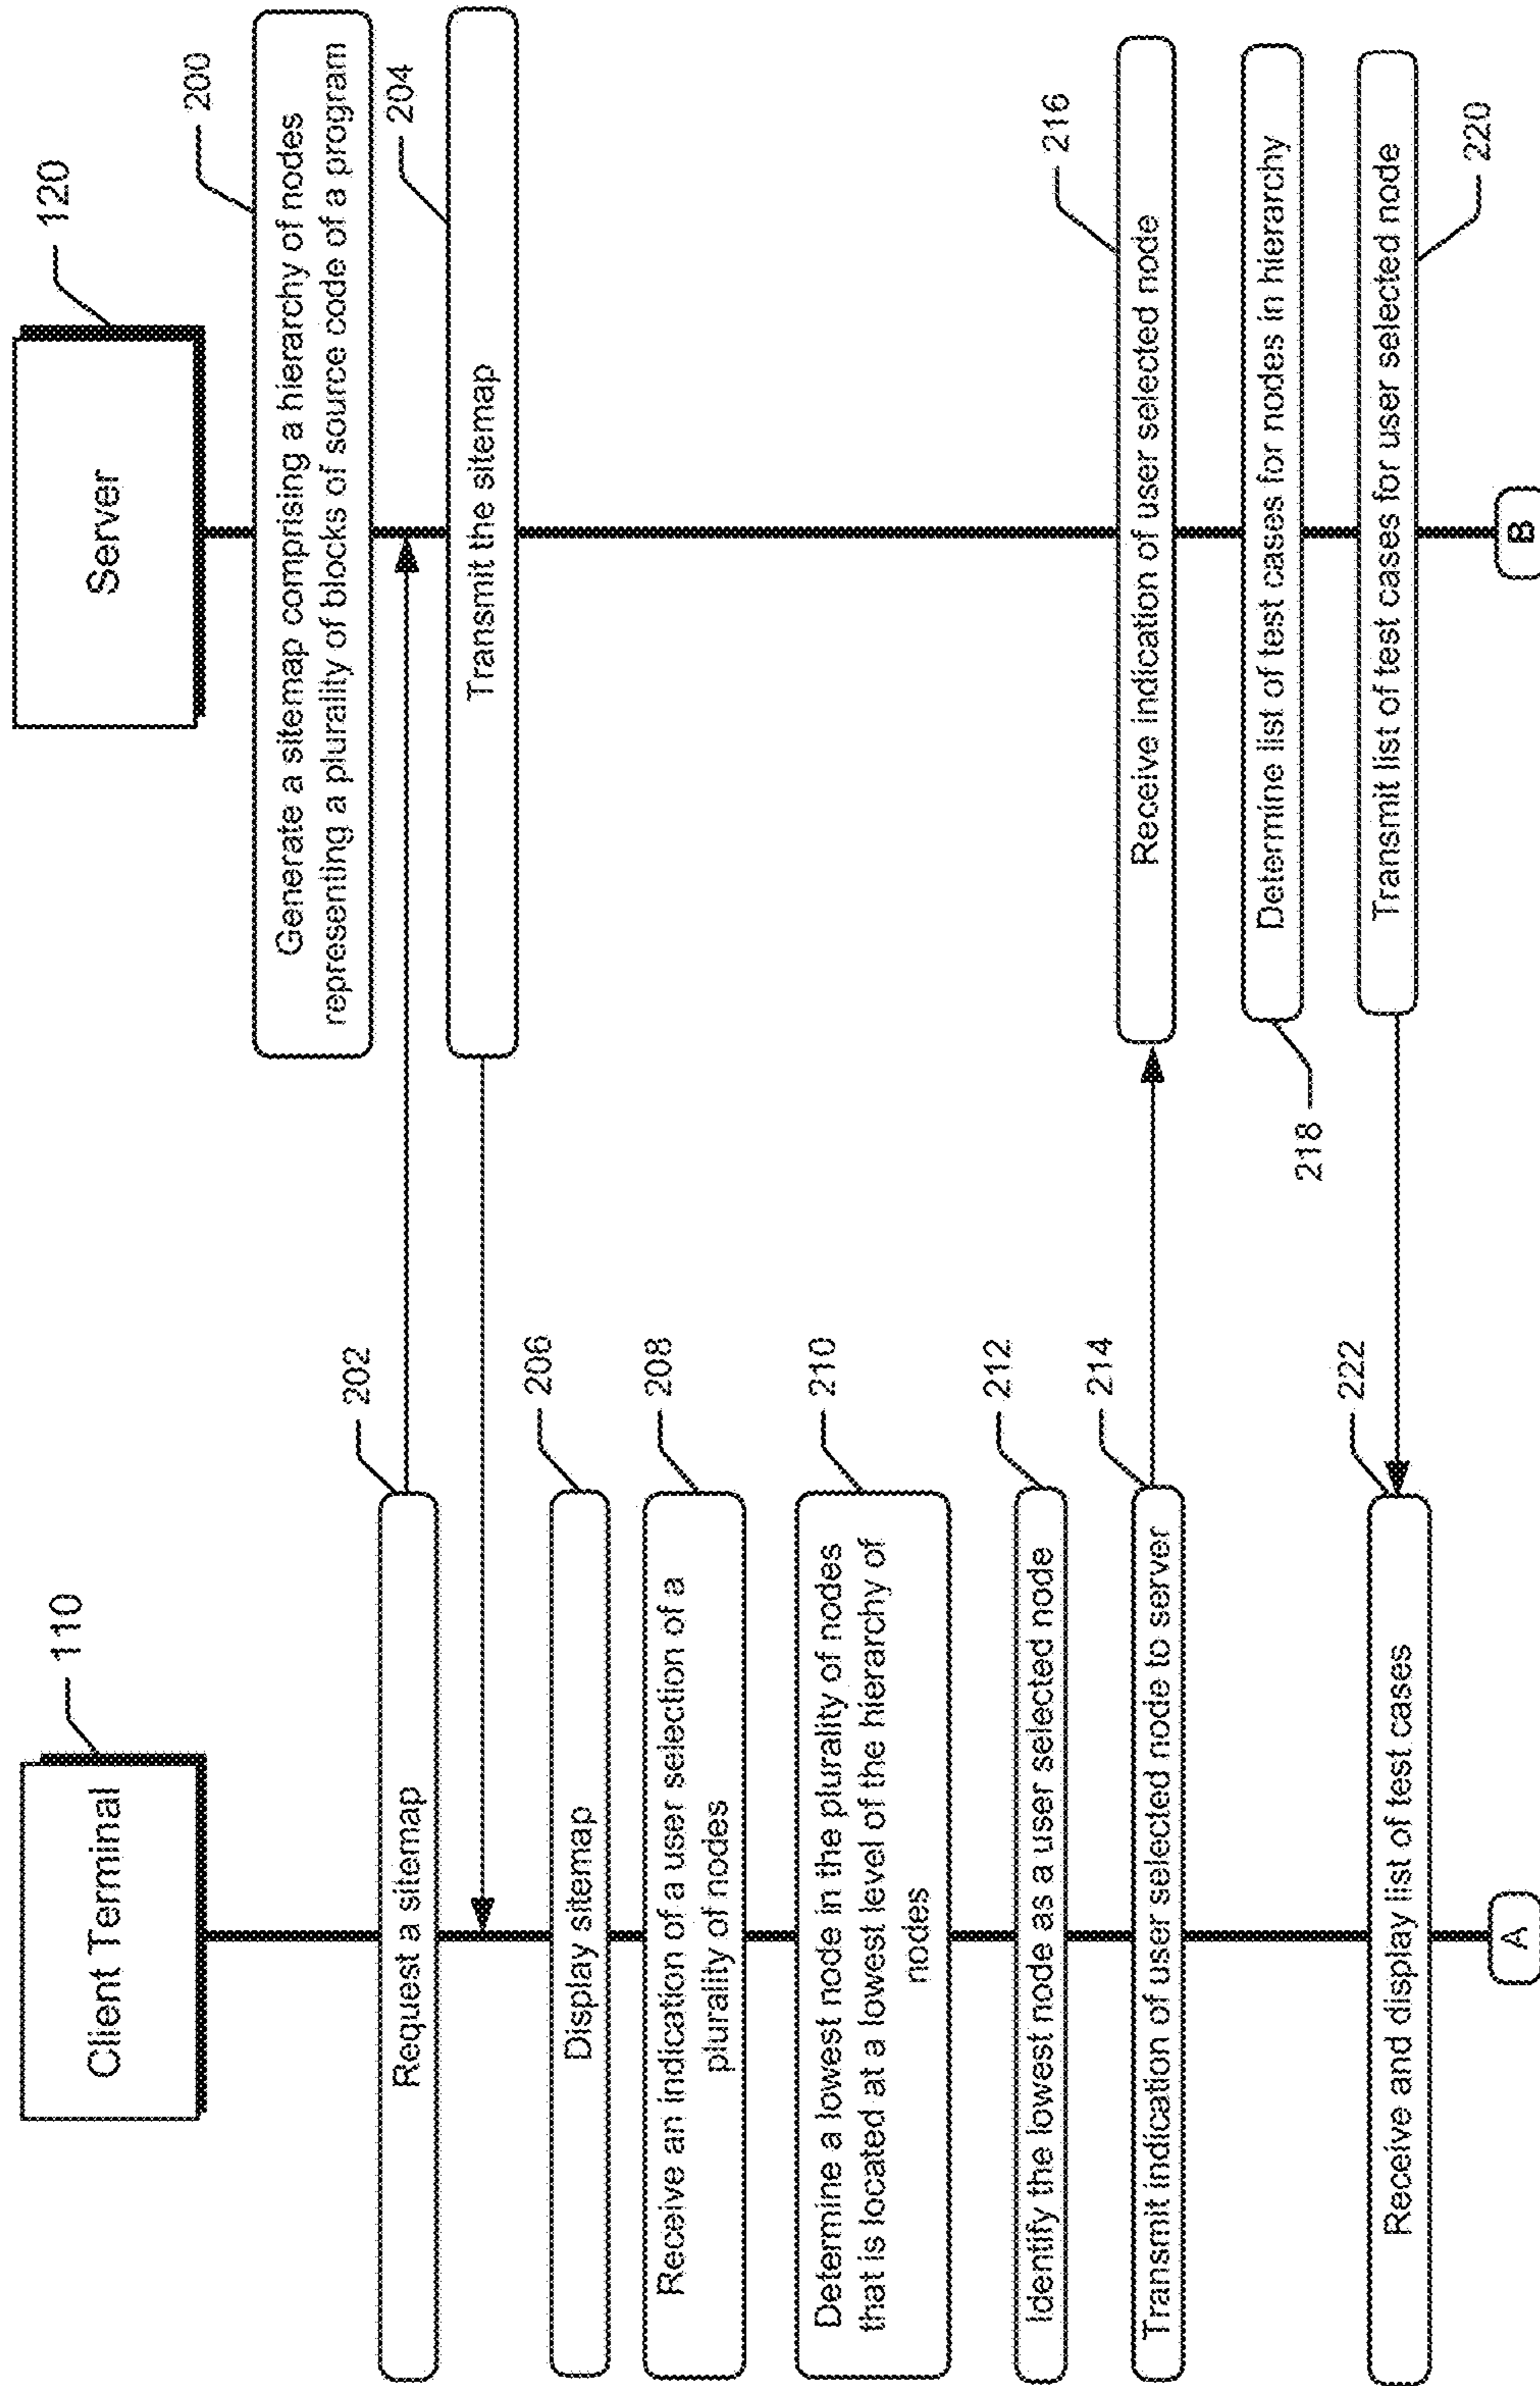 Client Terminal
110
Server
120
Generate a sitemap comprising a hierarchy of nodes
representing a plurality of blocks of source code of a program
200
Request a sitemap
202
Transmit the sitemap
204
Display sitemap
206
Receive an indication of a user selection of a
plurality of nodes
208
Determine a lowest node in the plurality of nodes
that is located at a lowest level of the hierarchy of
nodes
210
Identify the lowest node as a user selected node
212
Transmit indication of user selected node to server
214
Receive indication of user selected node
216
Determine list of test cases for nodes in hierarchy
218
Transmit list of test cases for user selected node
220
Receive and display list of test cases
222
A
B